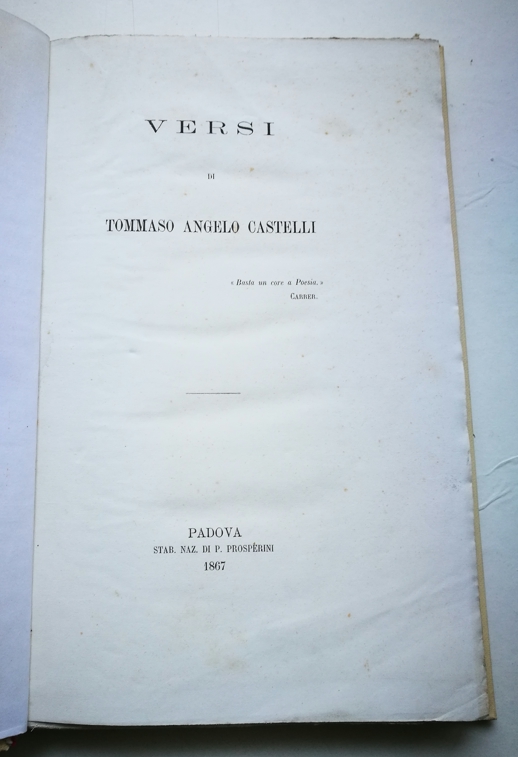 VERSI
DI
TOMMASO ANGELO CASTELLI
« Basta un core a Poesia. »
CARRER.
PADOVA
STAB. NAZ. DI P. PROSPERINI
1867